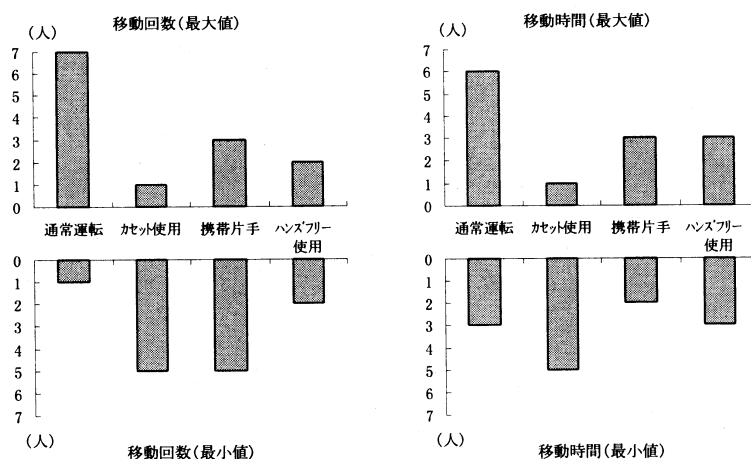 移動回数(最大値)
(人)
7
6
5
4
3
2
1
0
通常運転 カセット使用 携帯片手 ハンズフリー使用
0
1
2
3
4
5
6
7
(人)
移動回数(最小値)
移動時間(最大値)
(人)
7
6
5
4
3
2
1
0
通常運転 カセット使用 携帯片手 ハンズフリー
使用
0
1
2
3
4
5
6
7
(人)
移動時間(最小値)